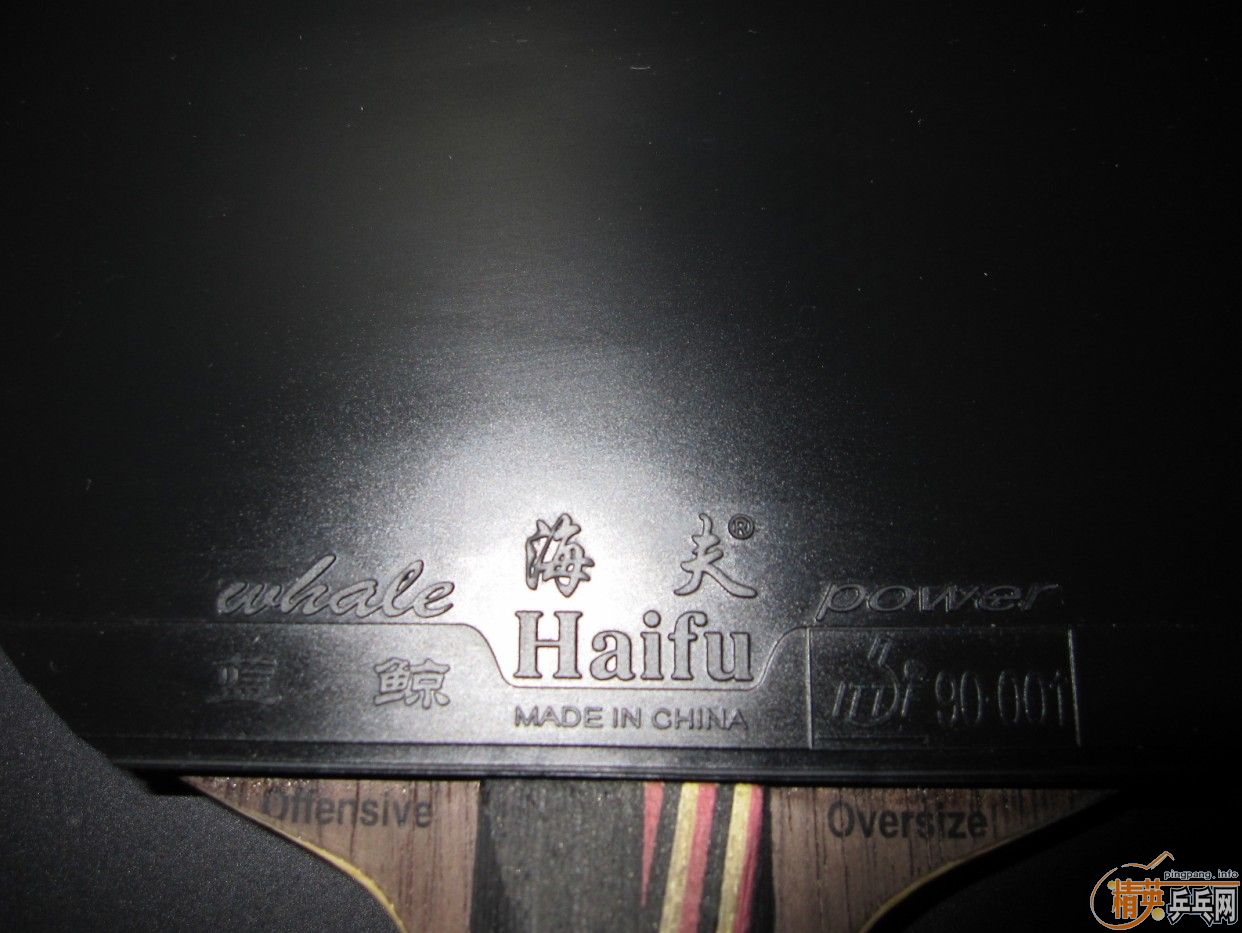 whale
海夫®
power
Haifu
鲸
MADE IN CHINA
ITTF 90·001
Offensive
Oversize
pingpang.info
精英乒乓网